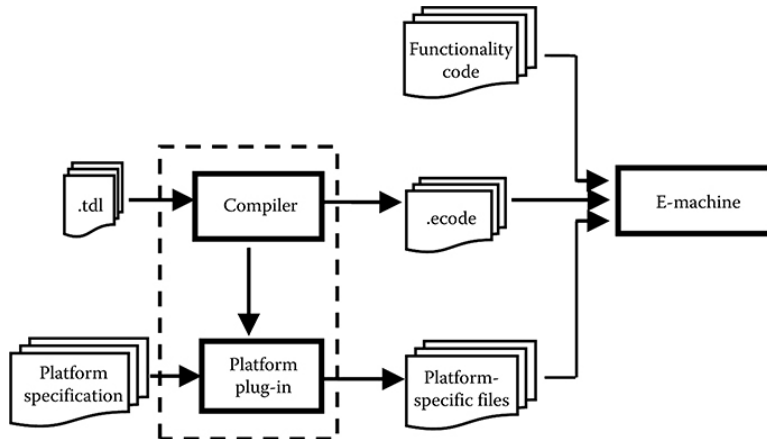 Functionality
code
.tdl
Compiler
.ecode
E-machine
Platform
specification
Platform
plug-in
Platform-
specific files